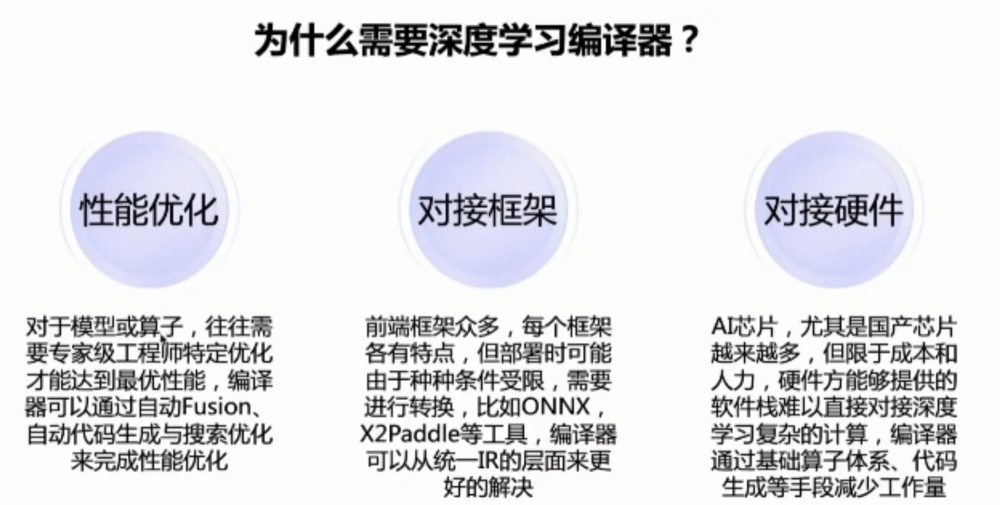 为什么需要深度学习编译器？
性能优化
对于模型或算子，往往需
要专家级工程师特定优化
才能达到最优性能，编译
器可以通过自动Fusion、
自动代码生成与搜索优化
来完成性能优化
对接框架
前端框架众多，每个框架
各有特点，但部署时可能
由于种种条件受限，需要
进行转换，比如ONNX，
X2Paddle等工具，编译器
可以从统一IR的层面来更
好的解决
对接硬件
AI芯片，尤其是国产芯片
越来越多，但限于成本和
人力，硬件方能够提供的
软件栈难以直接对接深度
学习复杂的计算，编译器
通过基础算子体系、代码
生成等手段减少工作量